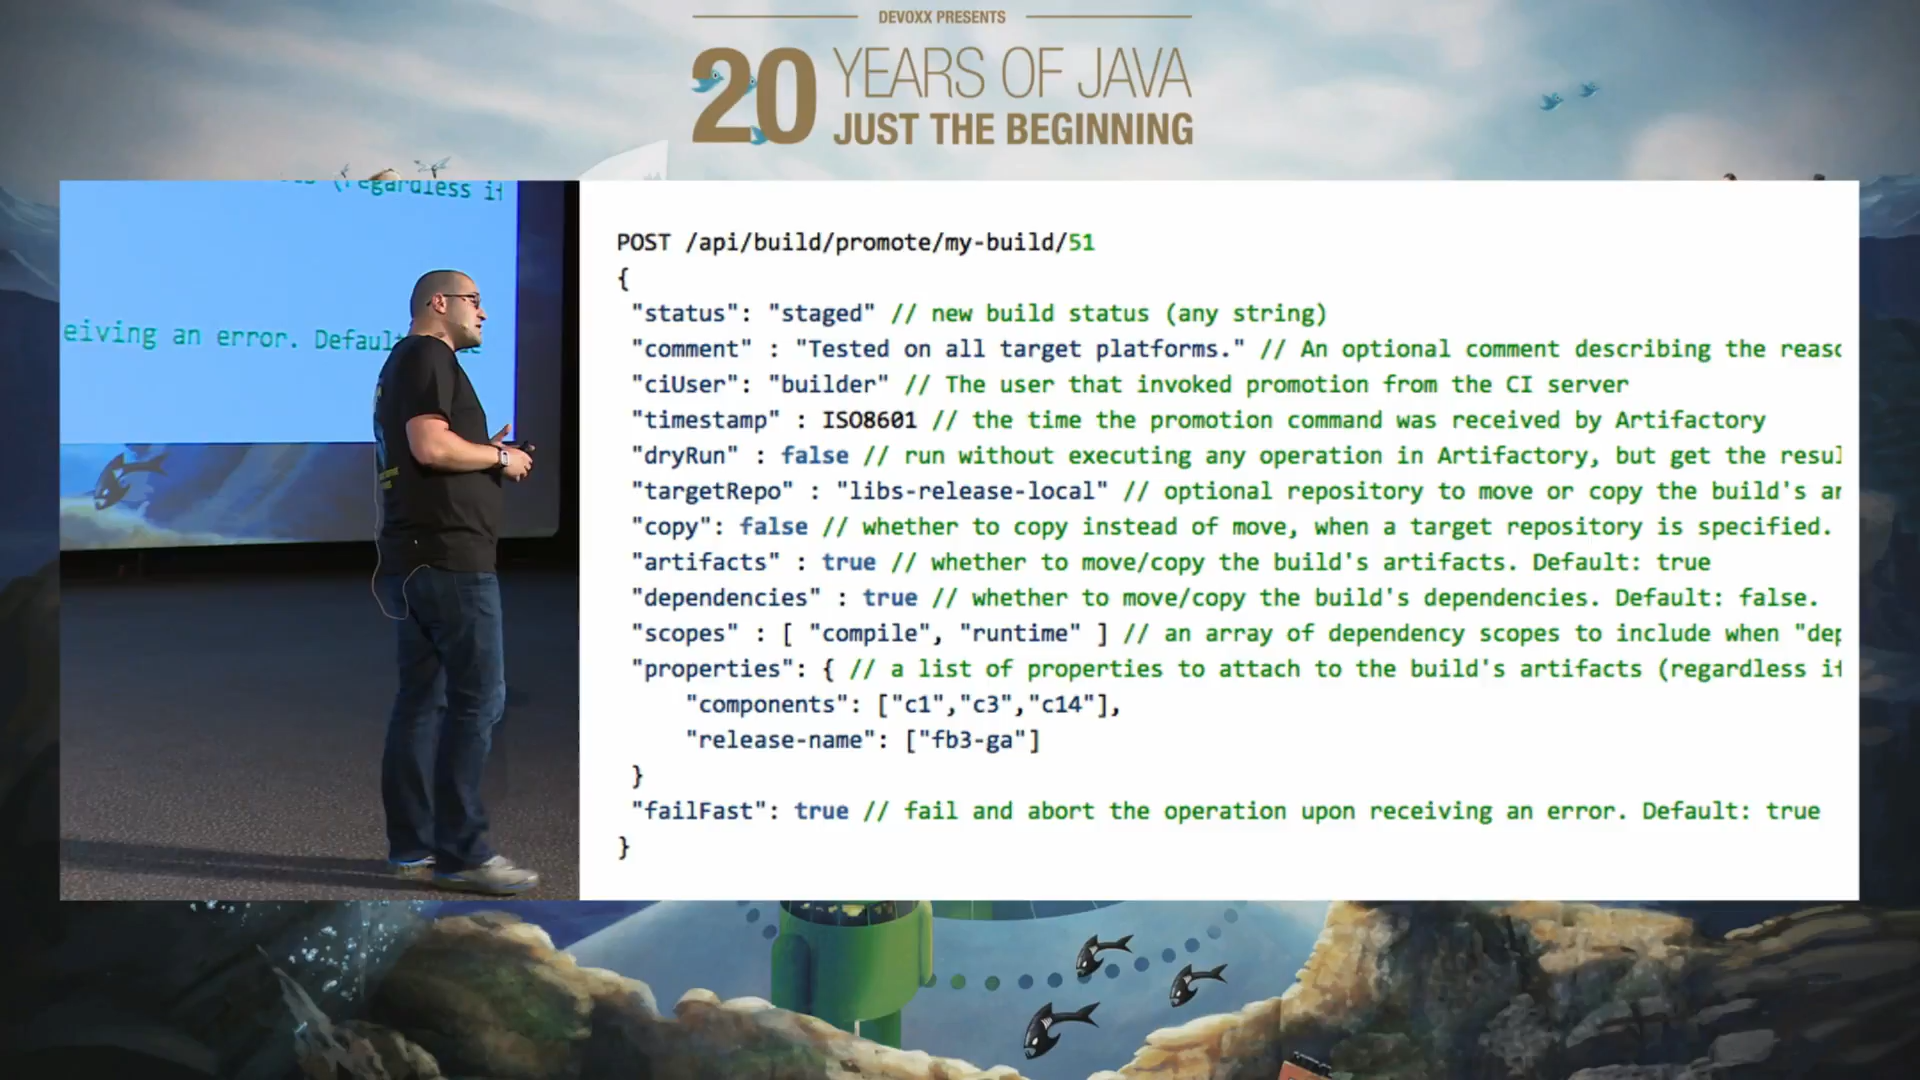 DEVOXX PRESENTS
20 YEARS OF JAVA
JUST THE BEGINNING
(regardless if
eiving an error. Defaul
POST /api/build/promote/my-build/51
{
"status": "staged" // new build status (any string)
"comment" : "Tested on all target platforms." // An optional comment describing the reaso
"ciUser": "builder" // The user that invoked promotion from the CI server
"timestamp" : ISO8601 // the time the promotion command was received by Artifactory
"dryRun" : false // run without executing any operation in Artifactory, but get the resul
"targetRepo" : "libs-release-local" // optional repository to move or copy the build's ar
"copy": false // whether to copy instead of move, when a target repository is specified.
"artifacts" : true // whether to move/copy the build's artifacts. Default: true
"dependencies" : true // whether to move/copy the build's dependencies. Default: false.
"scopes" : [ "compile", "runtime" ] // an array of dependency scopes to include when "dep
"properties": { // a list of properties to attach to the build's artifacts (regardless if
"components": ["c1","c3","c14"],
"release-name": ["fb3-ga"]
}
"failFast": true // fail and abort the operation upon receiving an error. Default: true
}